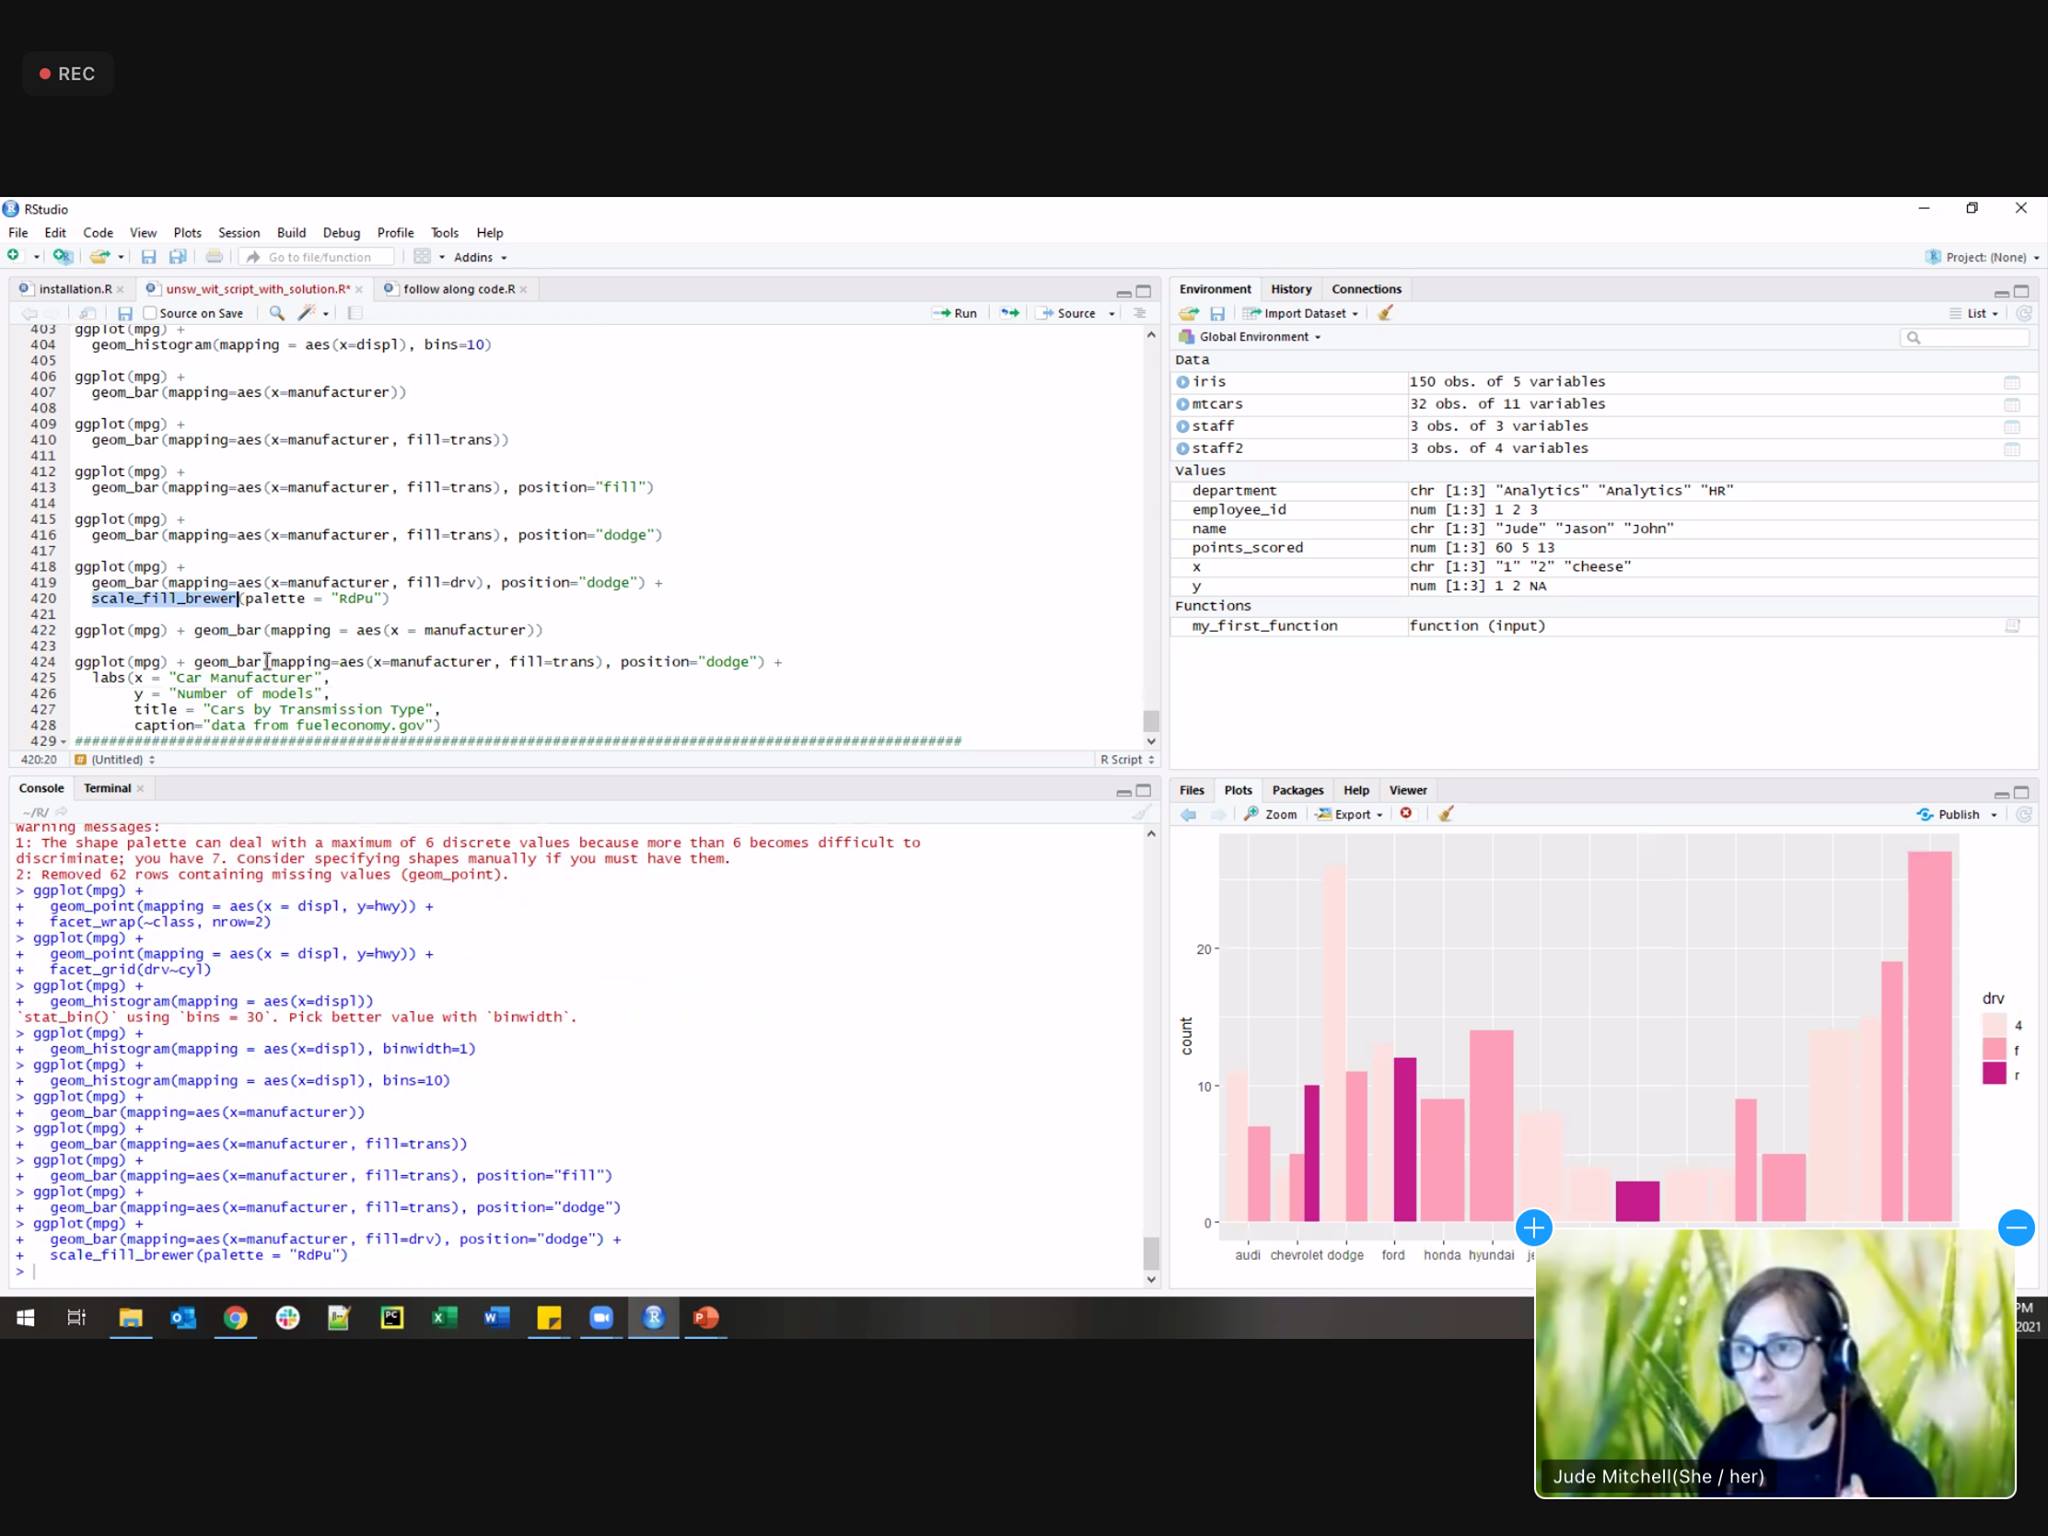 REC
RStudio
File Edit Code View Plots Session Build Debug Profile Tools Help
Go to file/function Addins Project: (None)
installation.R unsw_wit_script_with_solution.R* follow along code.R
Source on Save Run Source
403 ggplot(mpg) +
404 geom_histogram(mapping = aes(x=displ), bins=10)
405
406 ggplot(mpg) +
407 geom_bar(mapping=aes(x=manufacturer))
408
409 ggplot(mpg) +
410 geom_bar(mapping=aes(x=manufacturer, fill=trans))
411
412 ggplot(mpg) +
413 geom_bar(mapping=aes(x=manufacturer, fill=trans), position="fill")
414
415 ggplot(mpg) +
416 geom_bar(mapping=aes(x=manufacturer, fill=trans), position="dodge")
417
418 ggplot(mpg) +
419 geom_bar(mapping=aes(x=manufacturer, fill=drv), position="dodge") +
420 scale_fill_brewer(palette = "RdPu")
421
422 ggplot(mpg) + geom_bar(mapping = aes(x = manufacturer))
423
424 ggplot(mpg) + geom_bar(mapping=aes(x=manufacturer, fill=trans), position="dodge") +
425 labs(x = "Car Manufacturer",
426 y = "Number of models",
427 title = "Cars by Transmission Type",
428 caption="data from fueleconomy.gov")
429
420:20 # (Untitled) R Script
Console Terminal
~/R/
Warning messages:
1: The shape palette can deal with a maximum of 6 discrete values because more than 6 becomes difficult to
discriminate; you have 7. Consider specifying shapes manually if you must have them.
2: Removed 62 rows containing missing values (geom_point).
> ggplot(mpg) +
+ geom_point(mapping = aes(x = displ, y=hwy)) +
+ facet_wrap(~class, nrow=2)
> ggplot(mpg) +
+ geom_point(mapping = aes(x = displ, y=hwy)) +
+ facet_grid(drv~cyl)
> ggplot(mpg) +
+ geom_histogram(mapping = aes(x=displ))
`stat_bin()` using `bins = 30`. Pick better value with `binwidth`.
> ggplot(mpg) +
+ geom_histogram(mapping = aes(x=displ), binwidth=1)
> ggplot(mpg) +
+ geom_histogram(mapping = aes(x=displ), bins=10)
> ggplot(mpg) +
+ geom_bar(mapping=aes(x=manufacturer))
> ggplot(mpg) +
+ geom_bar(mapping=aes(x=manufacturer, fill=trans))
> ggplot(mpg) +
+ geom_bar(mapping=aes(x=manufacturer, fill=trans), position="fill")
> ggplot(mpg) +
+ geom_bar(mapping=aes(x=manufacturer, fill=trans), position="dodge")
> ggplot(mpg) +
+ geom_bar(mapping=aes(x=manufacturer, fill=drv), position="dodge") +
+ scale_fill_brewer(palette = "RdPu")
>
Environment History Connections
Import Dataset List
Global Environment
Data
iris 150 obs. of 5 variables
mtcars 32 obs. of 11 variables
staff 3 obs. of 3 variables
staff2 3 obs. of 4 variables
Values
department chr [1:3] "Analytics" "Analytics" "HR"
employee_id num [1:3] 1 2 3
name chr [1:3] "Jude" "Jason" "John"
points_scored num [1:3] 60 5 13
x chr [1:3] "1" "2" "cheese"
y num [1:3] 1 2 NA
Functions
my_first_function function (input)
Files Plots Packages Help Viewer
Zoom Export Publish
20
10
0
count
drv
4
f
r
audi chevrolet dodge ford honda hyundai
PM
2021
Jude Mitchell(She / her)